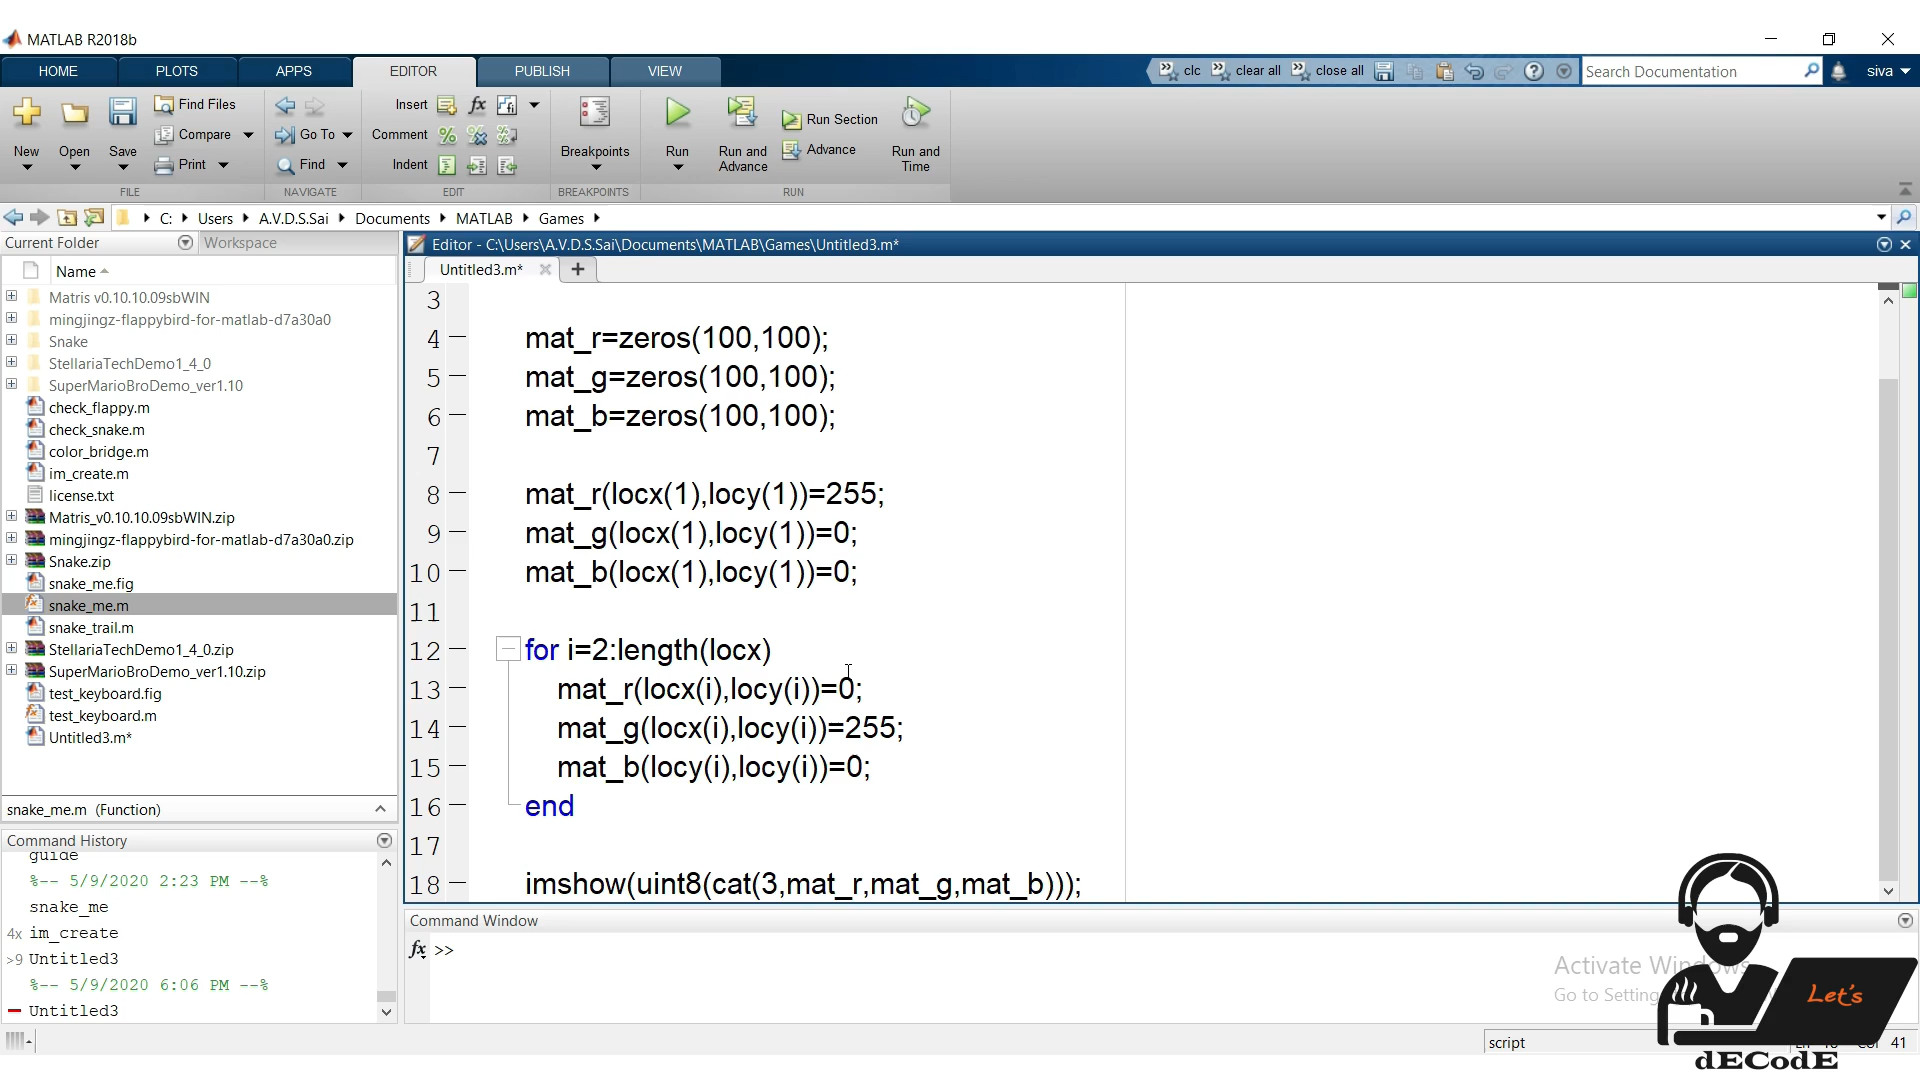 MATLAB R2018b
HOME PLOTS APPS EDITOR PUBLISH VIEW
clc clear all close all Search Documentation siva
New Open Save Find Files Compare Print
Go To Find
Insert fx
Comment
Indent
Breakpoints
Run Run and Advance Run Section Advance Run and Time
FILE NAVIGATE EDIT BREAKPOINTS RUN
C: Users A.V.D.S.Sai Documents MATLAB Games
Current Folder Workspace
Editor - C:\Users\A.V.D.S.Sai\Documents\MATLAB\Games\Untitled3.m*
Untitled3.m*
Name
Matris v0.10.10.09sbWIN
mingjingz-flappybird-for-matlab-d7a30a0
Snake
StellariaTechDemo1_4_0
SuperMarioBroDemo_ver1.10
check_flappy.m
check_snake.m
color_bridge.m
im_create.m
license.txt
Matris_v0.10.10.09sbWIN.zip
mingjingz-flappybird-for-matlab-d7a30a0.zip
Snake.zip
snake_me.fig
snake_me.m
snake_trail.m
StellariaTechDemo1_4_0.zip
SuperMarioBroDemo_ver1.10.zip
test_keyboard.fig
test_keyboard.m
Untitled3.m*
snake_me.m (Function)
Command History
guide
%-- 5/9/2020 2:23 PM --%
snake_me
4x im_create
>9 Untitled3
%-- 5/9/2020 6:06 PM --%
Untitled3
3
4 mat_r=zeros(100,100);
5 mat_g=zeros(100,100);
6 mat_b=zeros(100,100);
7
8 mat_r(locx(1),locy(1))=255;
9 mat_g(locx(1),locy(1))=0;
10 mat_b(locx(1),locy(1))=0;
11
12 for i=2:length(locx)
13 mat_r(locx(i),locy(i))=0;
14 mat_g(locx(i),locy(i))=255;
15 mat_b(locy(i),locy(i))=0;
16 end
17
18 imshow(uint8(cat(3,mat_r,mat_g,mat_b)));
Command Window
fx >>
Activate Windows
Go to Setting
Let's
dECodE
script 41